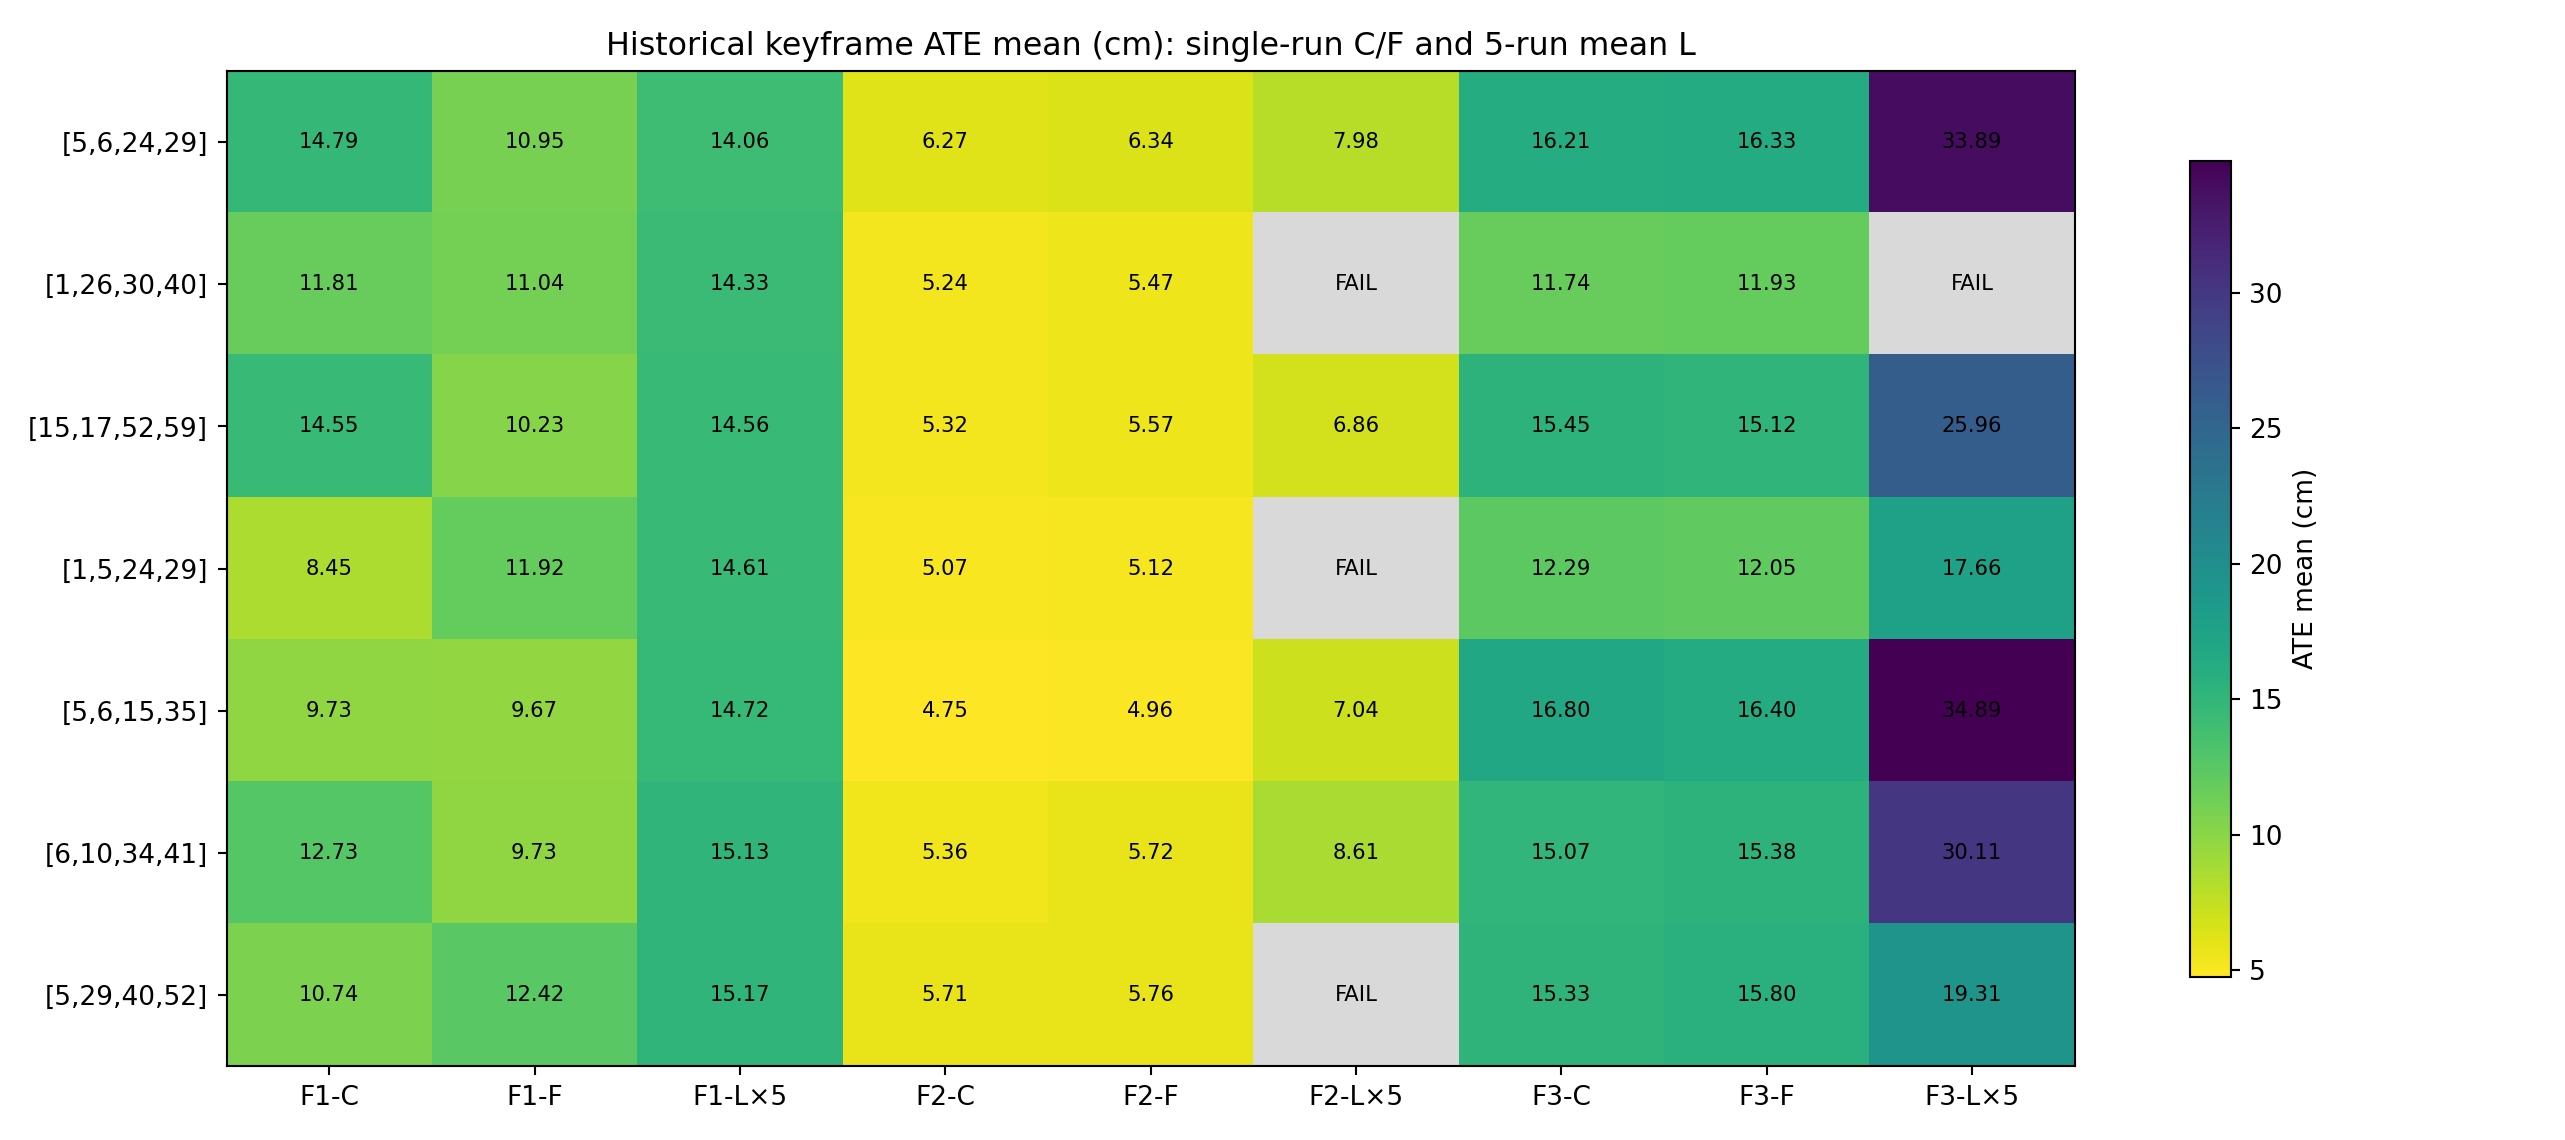 Historical keyframe ATE mean (cm): single-run C/F and 5-run mean L
[5,6,24,29] 14.79 10.95 14.06 6.27 6.34 7.98 16.21 16.33 33.89
[1,26,30,40] 11.81 11.04 14.33 5.24 5.47 FAIL 11.74 11.93 FAIL
[15,17,52,59] 14.55 10.23 14.56 5.32 5.57 6.86 15.45 15.12 25.96
[1,5,24,29] 8.45 11.92 14.61 5.07 5.12 FAIL 12.29 12.05 17.66
[5,6,15,35] 9.73 9.67 14.72 4.75 4.96 7.04 16.80 16.40 34.89
[6,10,34,41] 12.73 9.73 15.13 5.36 5.72 8.61 15.07 15.38 30.11
[5,29,40,52] 10.74 12.42 15.17 5.71 5.76 FAIL 15.33 15.80 19.31
F1-C F1-F F1-L×5 F2-C F2-F F2-L×5 F3-C F3-F F3-L×5
30
25
20
15
10
5
ATE mean (cm)